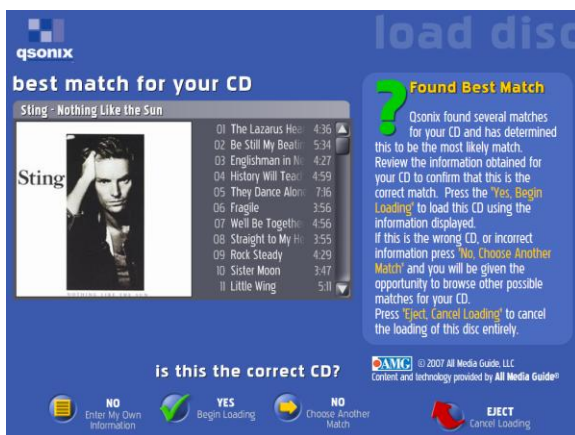 qsonix
load disc
best match for your CD
Sting - Nothing Like the Sun
Sting
NOTHING LIKE THE SUN
01 The Lazarus Hea 4:36
02 Be Still My Beatin 5:34
03 Englishman in Ne 4:27
04 History Will Teac 4:59
05 They Dance Alone 7:16
06 Fragile 3:56
07 We'll Be Together 4:56
08 Straight to My He 3:55
09 Rock Steady 4:29
10 Sister Moon 3:47
11 Little Wing 5:11
? Found Best Match
Qsonix found several matches
for your CD and has determined
this to be the most likely match.
Review the information obtained for
your CD to confirm that this is the
correct match. Press the 'Yes, Begin
Loading' to load this CD using the
information displayed.
If this is the wrong CD, or incorrect
information press 'No, Choose Another
Match' and you will be given the
opportunity to browse other possible
matches for your CD.
Press 'Eject, Cancel Loading' to cancel
the loading of this disc entirely.
is this the correct CD?
AMG © 2007 All Media Guide, LLC
Content and technology provided by All Media Guide®
NO
Enter My Own
Information
YES
Begin Loading
NO
Choose Another
Match
EJECT
Cancel Loading